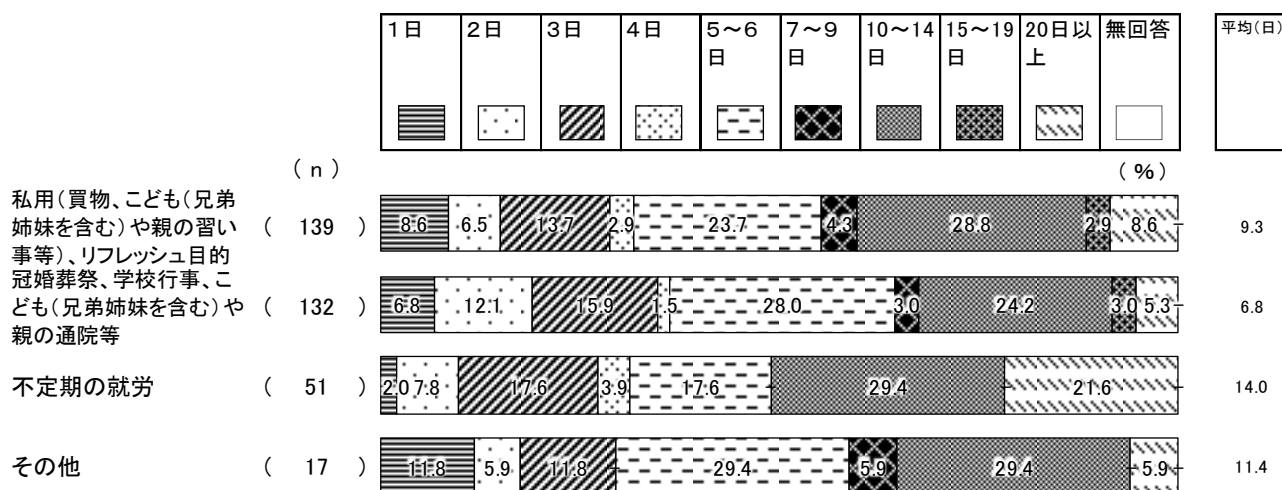 1日 2日 3日 4日 5～6日 7～9日 10～14日 15～19日 20日以上 無回答 平均(日)
(n) (%)
私用(買物、こども(兄弟
姉妹を含む)や親の習い
事等)、リフレッシュ目的
( 139 ) 8.6 6.5 13.7 2.9 23.7 4.3 28.8 2.9 8.6 9.3
冠婚葬祭、学校行事、こ
ども(兄弟姉妹を含む)や
親の通院等
( 132 ) 6.8 12.1 15.9 1.5 28.0 3.0 24.2 3.0 5.3 6.8
不定期の就労 ( 51 ) 2.0 7.8 17.6 3.9 17.6 29.4 21.6 14.0
その他 ( 17 ) 11.8 5.9 11.8 29.4 5.9 29.4 5.9 11.4